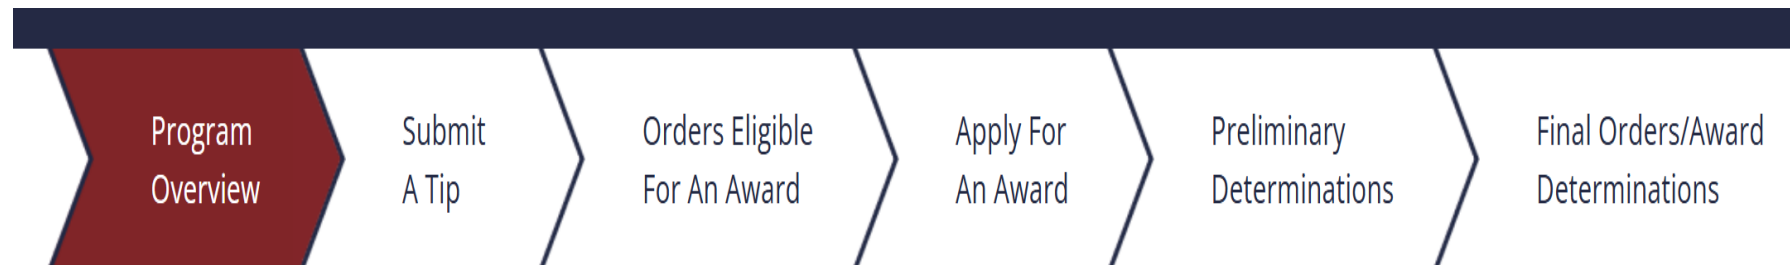 Program
Overview
Submit
A Tip
Orders Eligible
For An Award
Apply For
An Award
Preliminary
Determinations
Final Orders/Award
Determinations